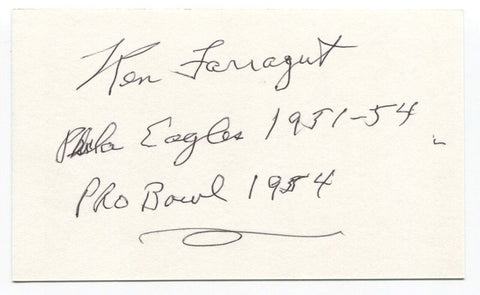 Ken Farragut
Phila Eagles 1951-54
PRO Bowl 1954